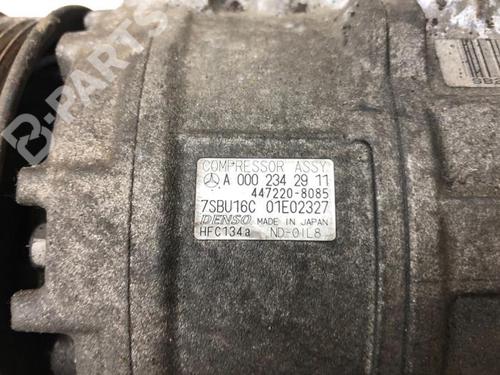 B-PARTS
COMPRESSOR ASSY
A 000 234 29 11
447220-8085
7SBU16C 01E02327
DENSO MADE IN JAPAN
HFC134a ND-OIL8